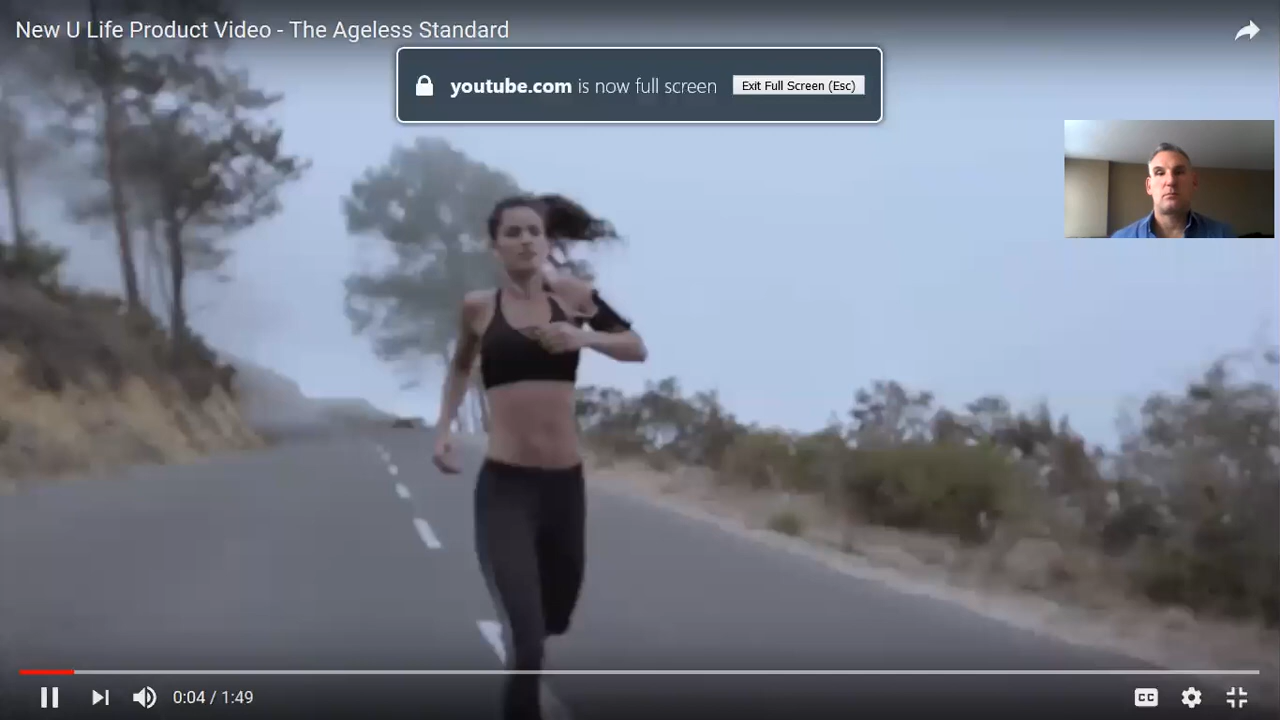 New U Life Product Video - The Ageless Standard
youtube.com is now full screen Exit Full Screen (Esc)
0:04 / 1:49 CC